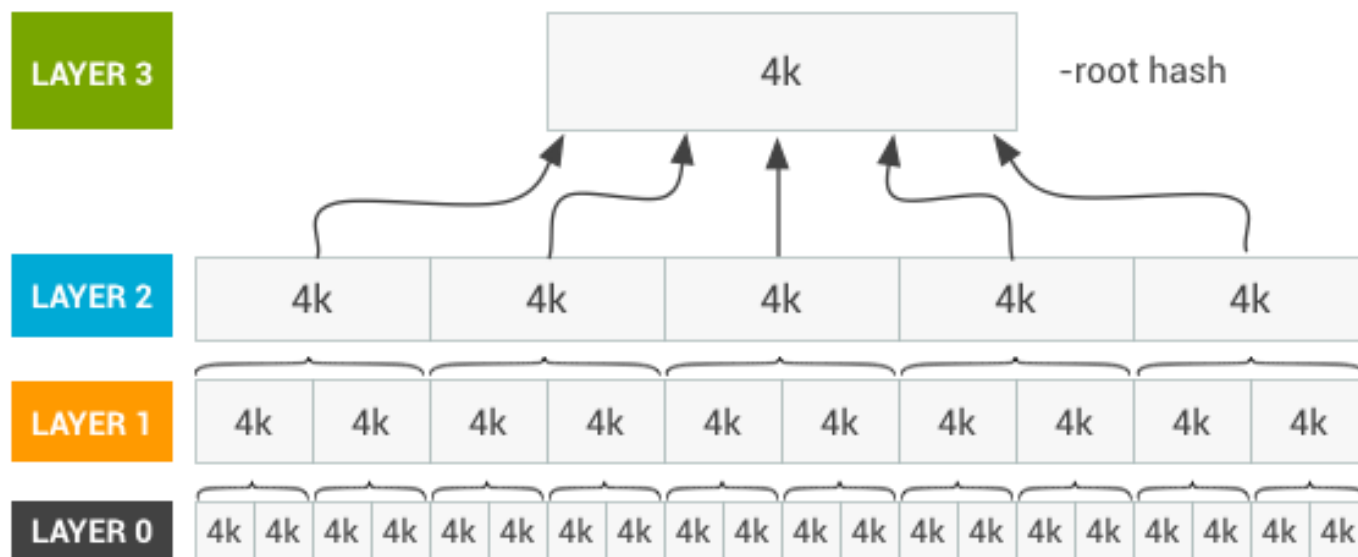 LAYER 3 4k -root hash
LAYER 2 4k 4k 4k 4k 4k
LAYER 1 4k 4k 4k 4k 4k 4k 4k 4k 4k 4k
LAYER 0 4k 4k 4k 4k 4k 4k 4k 4k 4k 4k 4k 4k 4k 4k 4k 4k 4k 4k 4k 4k